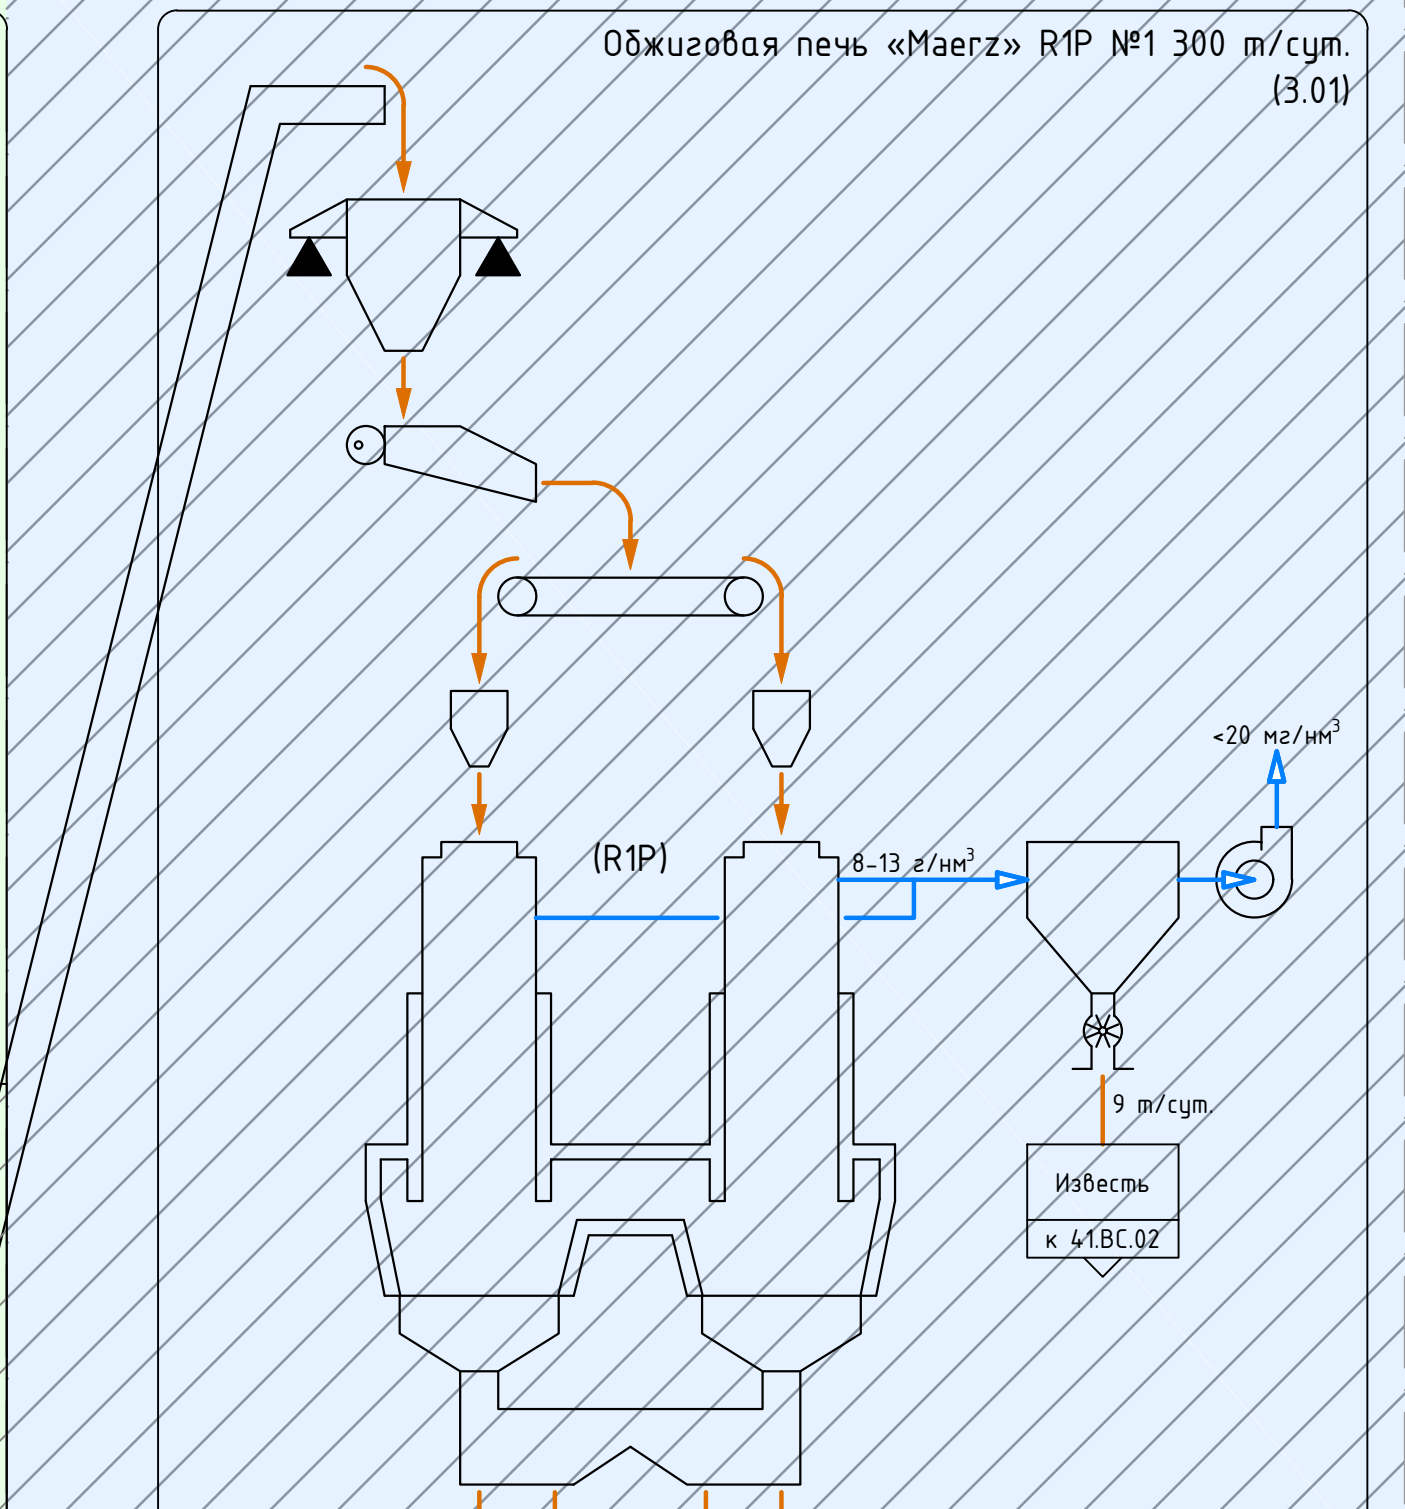 Обжиговая печь «Maerz» R1P №1 300 т/сут.
(3.01)
<20 мг/нм³
(R1P)
8-13 г/нм³
9 т/сут.
Известь
к 41.BC.02